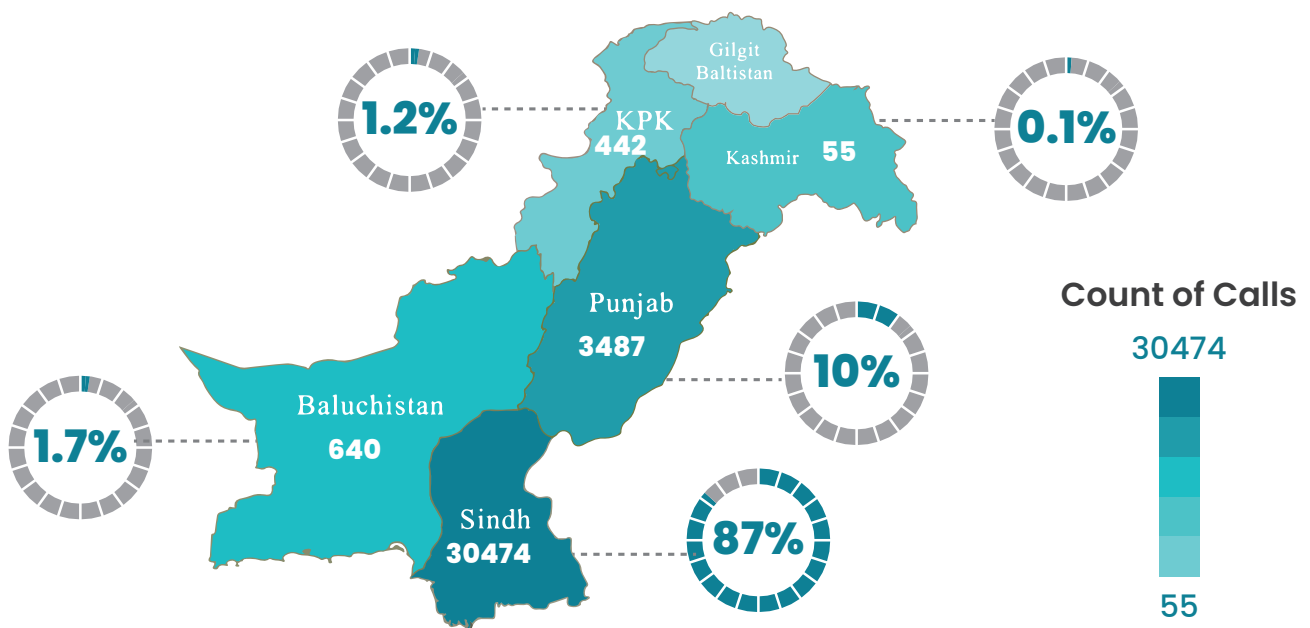 Gilgit
Baltistan
1.2%
KPK
442
0.1%
Kashmir 55
Count of Calls
30474
Punjab
3487
10%
Baluchistan
640
1.7%
Sindh
30474
87%
55